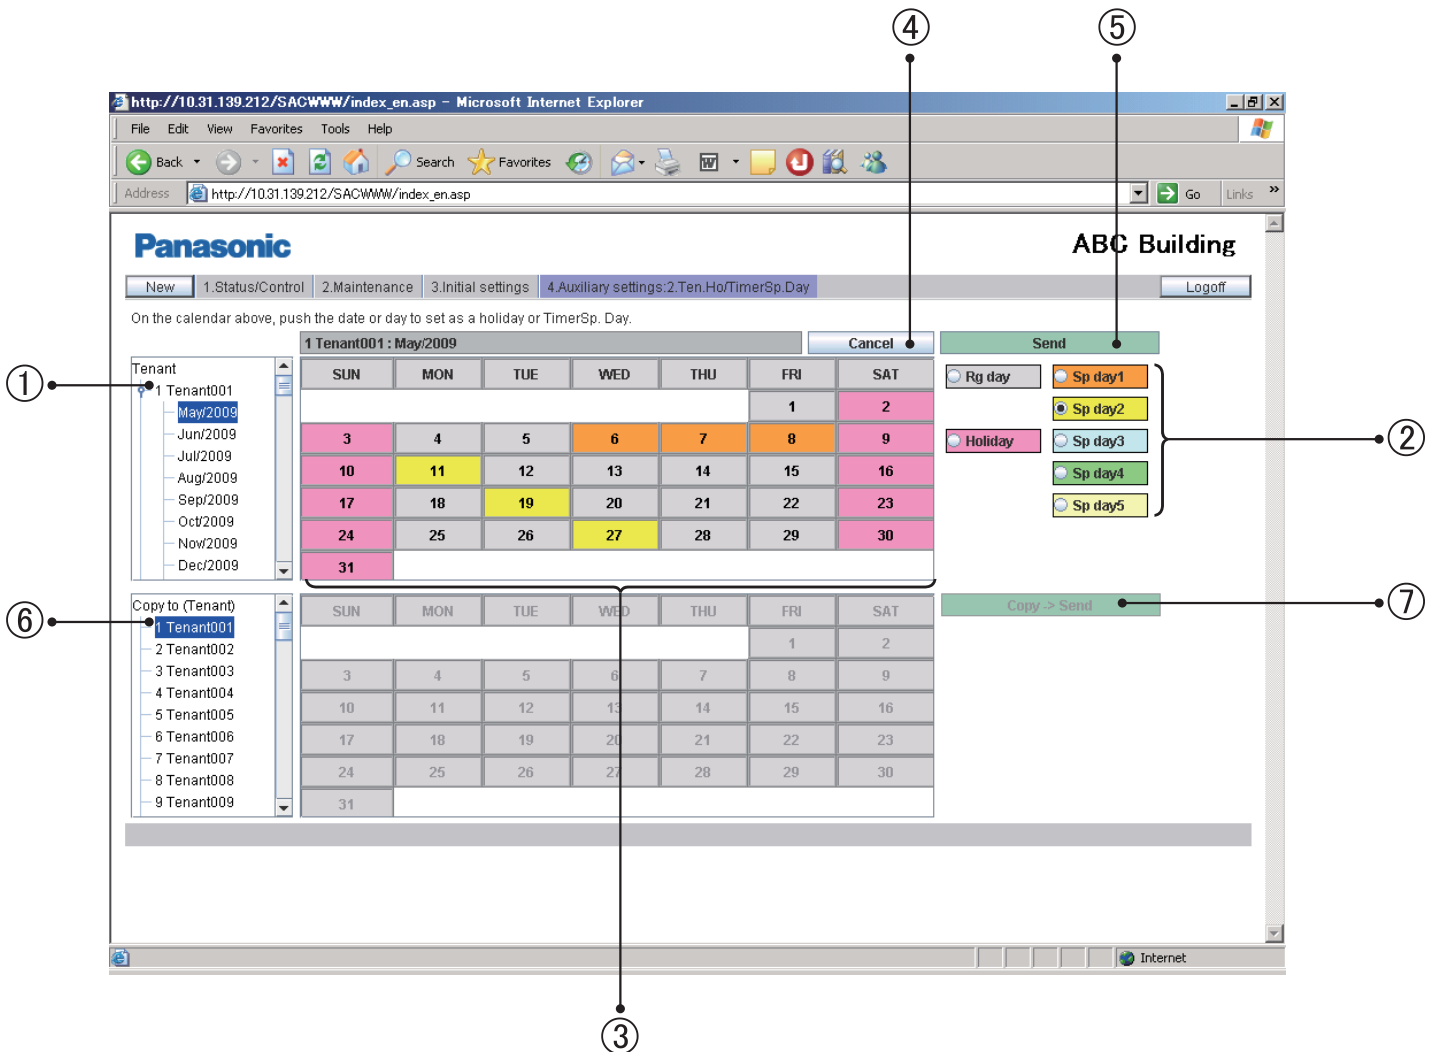 ④ ⑤
http://10.31.139.212/SACWWW/index_en.asp - Microsoft Internet Explorer
File Edit View Favorites Tools Help
Back Search Favorites
Address http://10.31.139.212/SACWWW/index_en.asp Go Links »
Panasonic ABC Building
New 1.Status/Control 2.Maintenance 3.Initial settings 4.Auxiliary settings:2.Ten.Ho/TimerSp.Day Logoff
On the calendar above, push the date or day to set as a holiday or TimerSp. Day.
1 Tenant001 : May/2009 Cancel Send
①
Tenant
1 Tenant001
May/2009
Jun/2009
Jul/2009
Aug/2009
Sep/2009
Oct/2009
Nov/2009
Dec/2009
SUN MON TUE WED THU FRI SAT
1 2
3 4 5 6 7 8 9
10 11 12 13 14 15 16
17 18 19 20 21 22 23
24 25 26 27 28 29 30
31
Rg day Sp day1
Sp day2
Holiday Sp day3
Sp day4
Sp day5
②
⑥
Copy to (Tenant)
1 Tenant001
2 Tenant002
3 Tenant003
4 Tenant004
5 Tenant005
6 Tenant006
7 Tenant007
8 Tenant008
9 Tenant009
SUN MON TUE WED THU FRI SAT
1 2
3 4 5 6 7 8 9
10 11 12 13 14 15 16
17 18 19 20 21 22 23
24 25 26 27 28 29 30
31
Copy -> Send
⑦
Internet
③